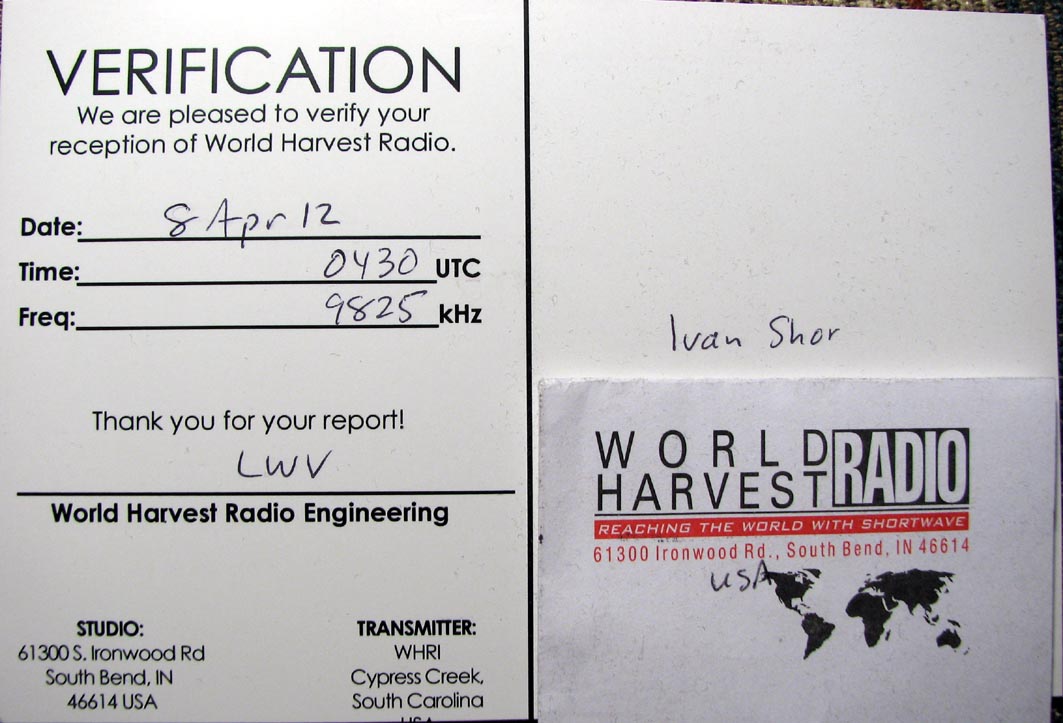 VERIFICATION
We are pleased to verify your
reception of World Harvest Radio.
Date: 8 Apr 12
Time: 0430 UTC
Freq: 9825 kHz
Thank you for your report!
LWV
World Harvest Radio Engineering
STUDIO:
61300 S. Ironwood Rd
South Bend, IN
46614 USA
TRANSMITTER:
WHRI
Cypress Creek,
South Carolina
USA
Ivan Shor
WORLD
HARVEST RADIO
REACHING THE WORLD WITH SHORTWAVE
61300 Ironwood Rd., South Bend, IN 46614
USA